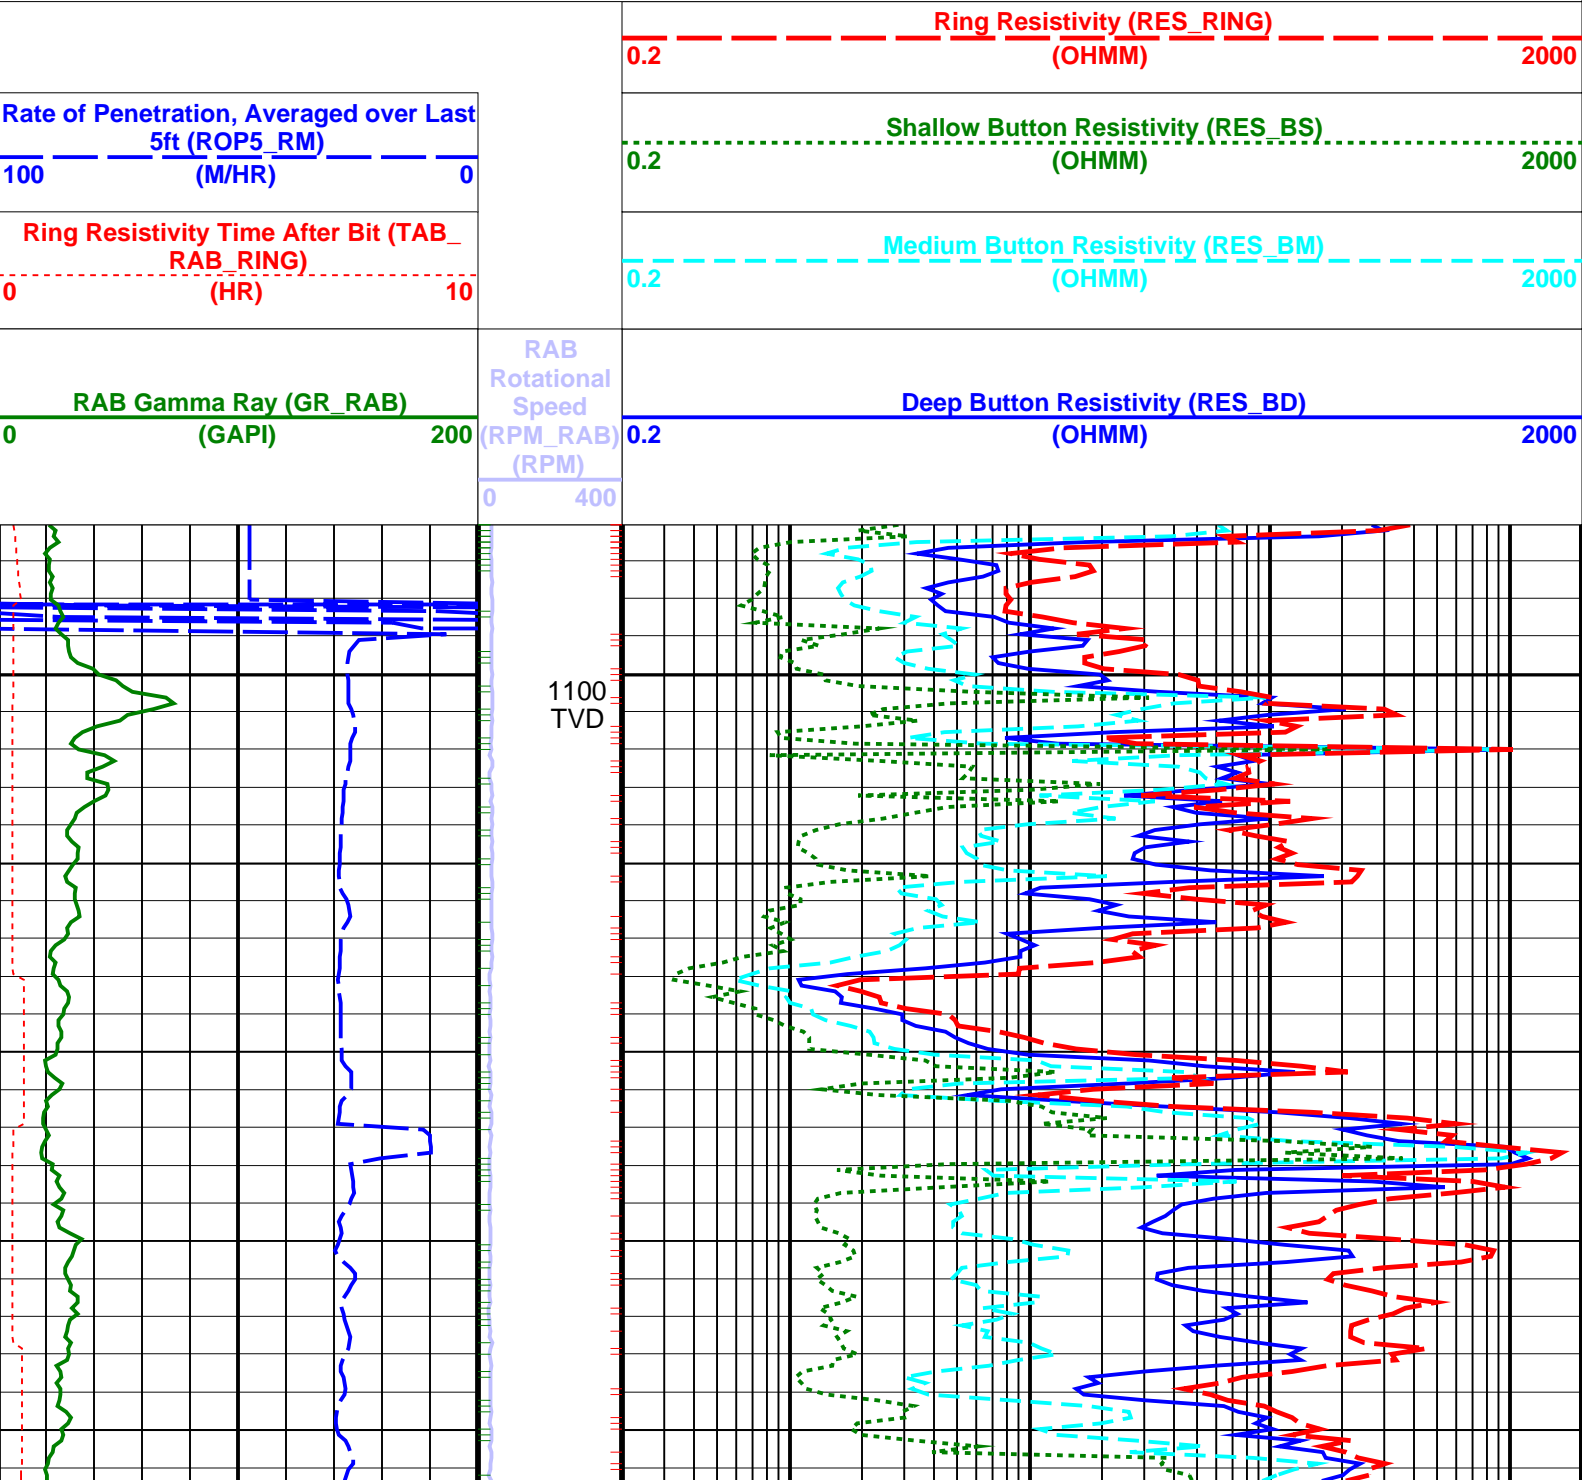 Ring Resistivity (RES_RING)
0.2 (OHMM) 2000
Rate of Penetration, Averaged over Last
5ft (ROP5_RM)
100 (M/HR) 0
Shallow Button Resistivity (RES_BS)
0.2 (OHMM) 2000
Ring Resistivity Time After Bit (TAB_
RAB_RING)
0 (HR) 10
Medium Button Resistivity (RES_BM)
0.2 (OHMM) 2000
RAB Gamma Ray (GR_RAB)
0 (GAPI) 200
RAB
Rotational
Speed
(RPM_RAB)
(RPM)
0 400
Deep Button Resistivity (RES_BD)
0.2 (OHMM) 2000
1100
TVD